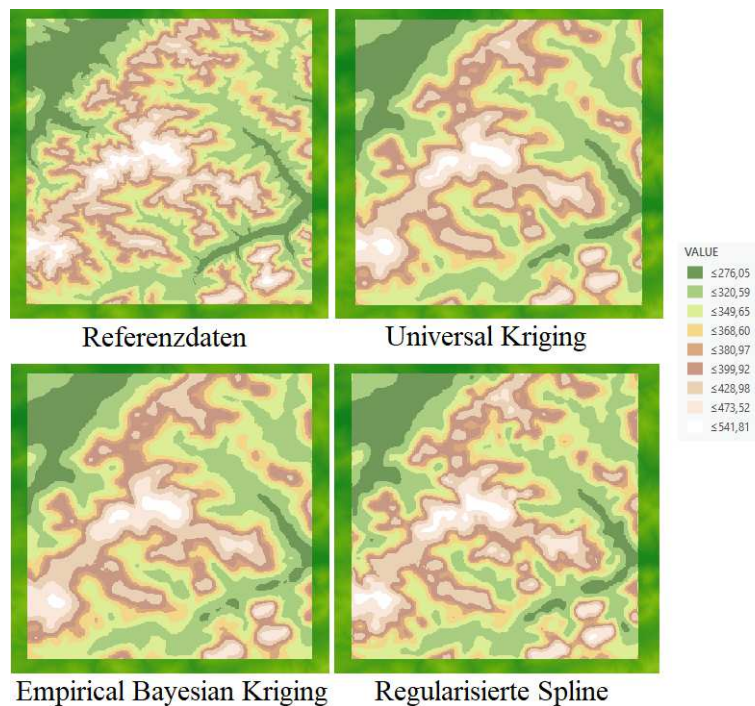 Referenzdaten
Universal Kriging
Empirical Bayesian Kriging
Regularisierte Spline
VALUE
≤276,05
≤320,59
≤349,65
≤368,60
≤380,97
≤399,92
≤428,98
≤473,52
≤541,81